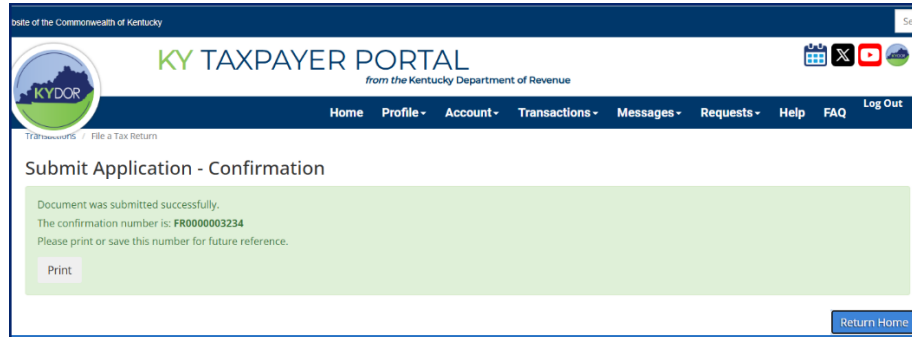 bsite of the Commonwealth of Kentucky
Se
KYDOR
KY TAXPAYER PORTAL
from the Kentucky Department of Revenue
Home Profile Account Transactions Messages Requests Help FAQ Log Out
Transactions / File a Tax Return
Submit Application - Confirmation
Document was submitted successfully.
The confirmation number is: FR0000003234
Please print or save this number for future reference.
Print
Return Home